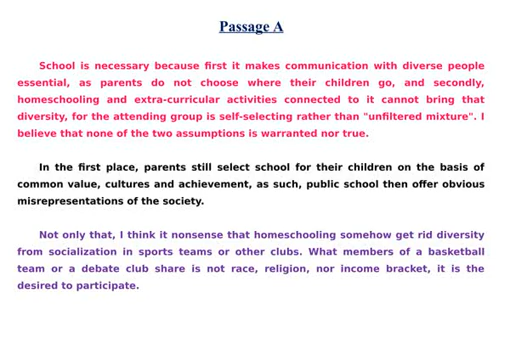 Passage A
School is necessary because first it makes communication with diverse people
essential, as parents do not choose where their children go, and secondly,
homeschooling and extra-curricular activities connected to it cannot bring that
diversity, for the attending group is self-selecting rather than "unfiltered mixture". I
believe that none of the two assumptions is warranted nor true.
In the first place, parents still select school for their children on the basis of
common value, cultures and achievement, as such, public school then offer obvious
misrepresentations of the society.
Not only that, I think it nonsense that homeschooling somehow get rid diversity
from socialization in sports teams or other clubs. What members of a basketball
team or a debate club share is not race, religion, nor income bracket, it is the
desired to participate.